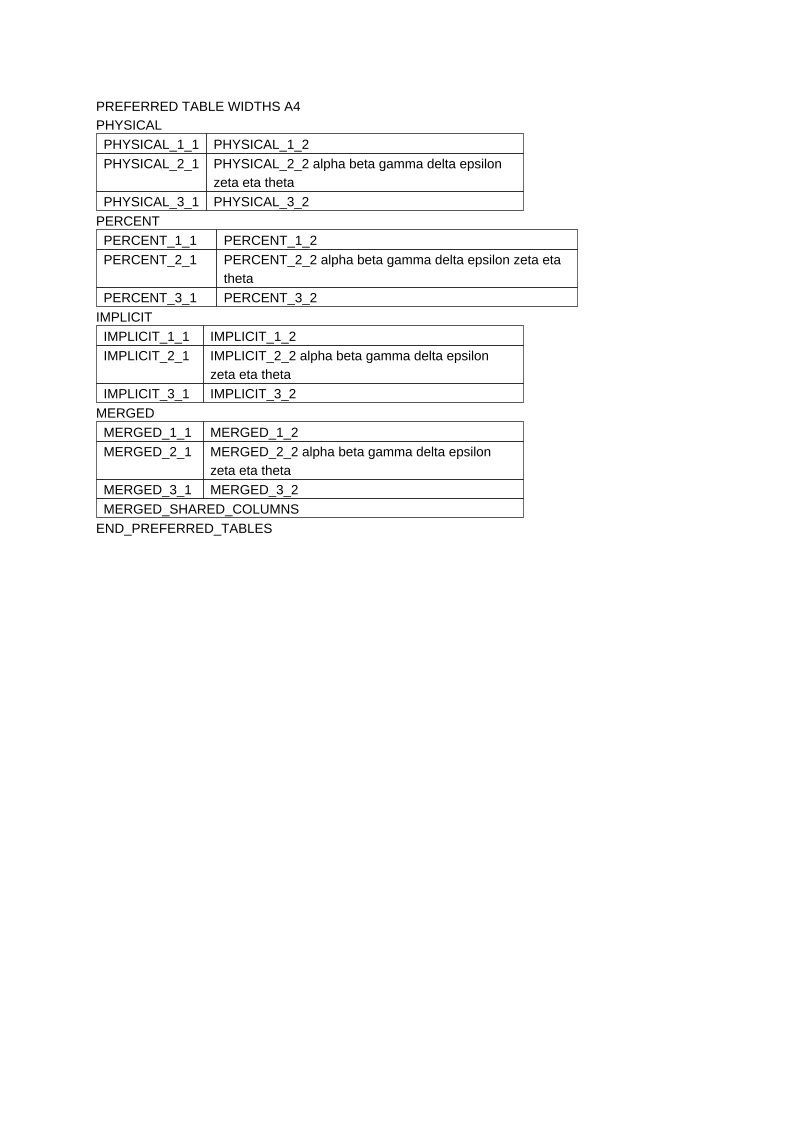 PREFERRED TABLE WIDTHS A4
PHYSICAL
PHYSICAL_1_1 PHYSICAL_1_2
PHYSICAL_2_1 PHYSICAL_2_2 alpha beta gamma delta epsilon
zeta eta theta
PHYSICAL_3_1 PHYSICAL_3_2
PERCENT
PERCENT_1_1 PERCENT_1_2
PERCENT_2_1 PERCENT_2_2 alpha beta gamma delta epsilon zeta eta
theta
PERCENT_3_1 PERCENT_3_2
IMPLICIT
IMPLICIT_1_1 IMPLICIT_1_2
IMPLICIT_2_1 IMPLICIT_2_2 alpha beta gamma delta epsilon
zeta eta theta
IMPLICIT_3_1 IMPLICIT_3_2
MERGED
MERGED_1_1 MERGED_1_2
MERGED_2_1 MERGED_2_2 alpha beta gamma delta epsilon
zeta eta theta
MERGED_3_1 MERGED_3_2
MERGED_SHARED_COLUMNS
END_PREFERRED_TABLES